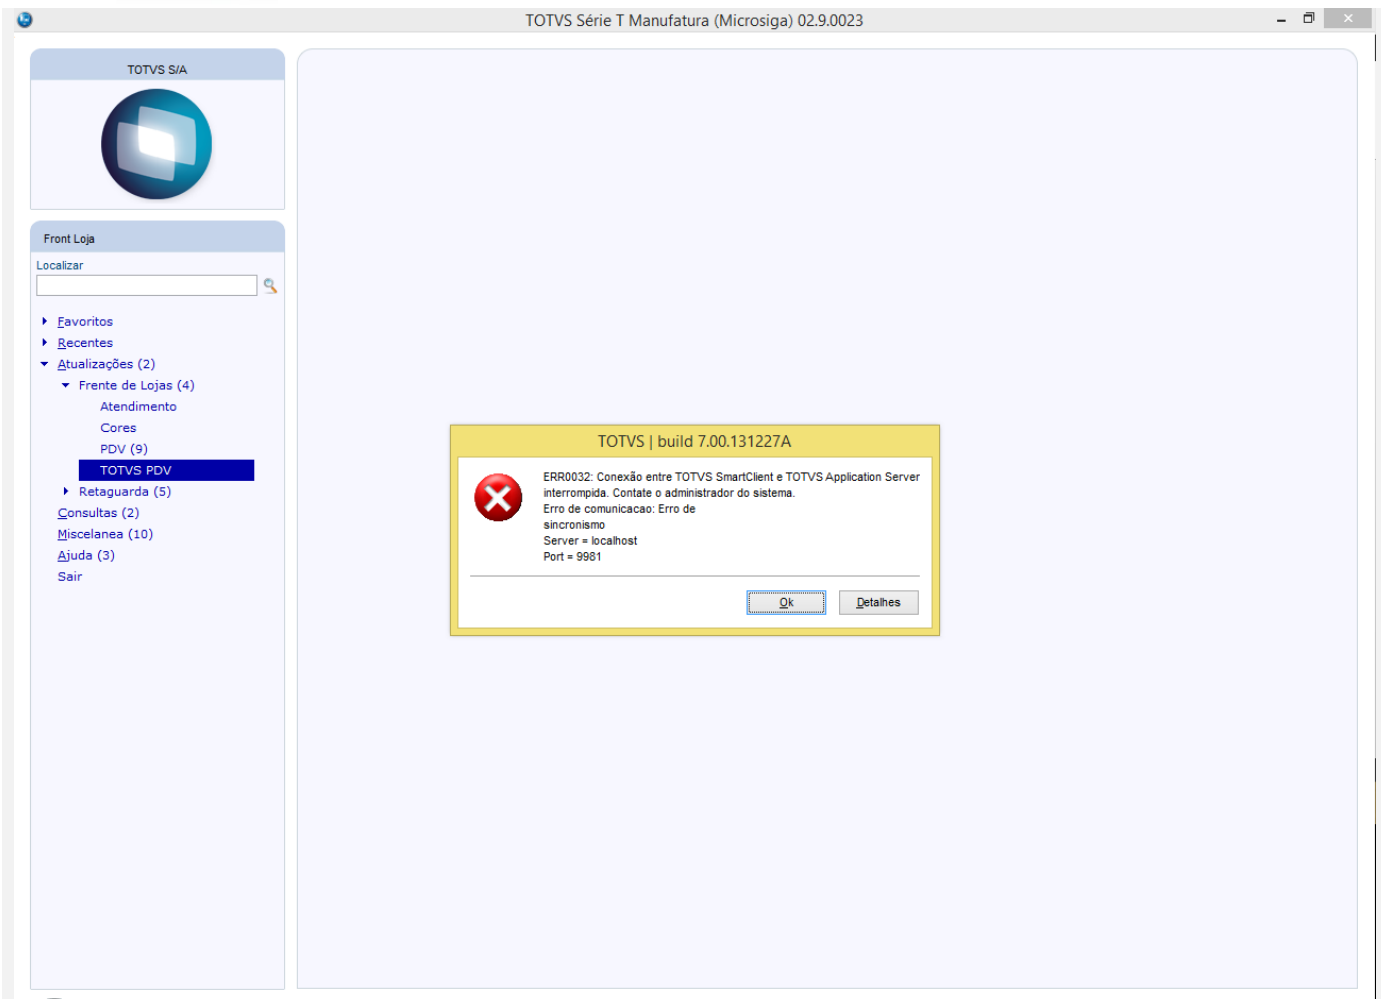 TOTVS Série T Manufatura (Microsiga) 02.9.0023
TOTVS S/A
Front Loja
Localizar
Favoritos
Recentes
Atualizações (2)
Frente de Lojas (4)
Atendimento
Cores
PDV (9)
TOTVS PDV
Retaguarda (5)
Consultas (2)
Miscelanea (10)
Ajuda (3)
Sair
TOTVS | build 7.00.131227A
ERR0032: Conexão entre TOTVS SmartClient e TOTVS Application Server
interrompida. Contate o administrador do sistema.
Erro de comunicacao: Erro de
sincronismo
Server = localhost
Port = 9981
Ok
Detalhes